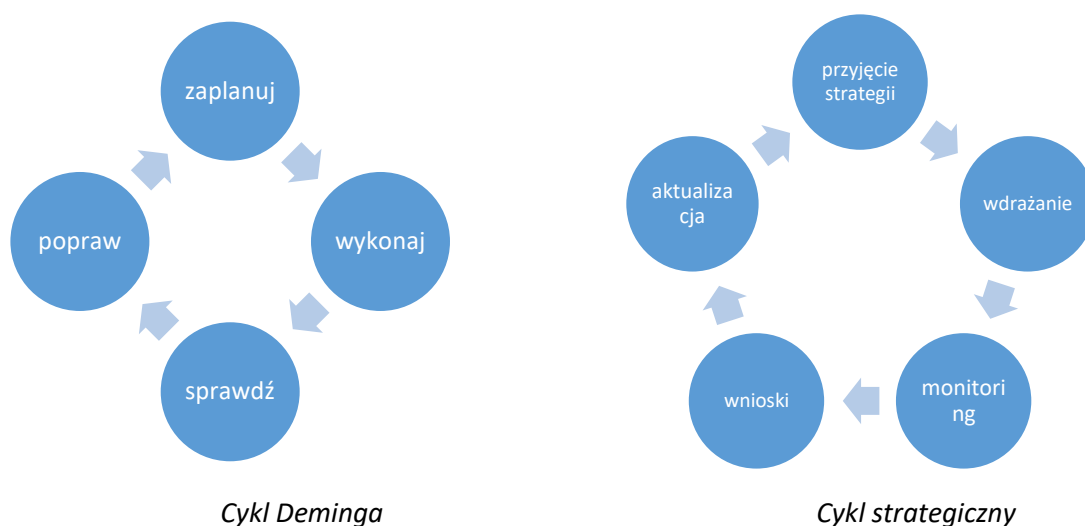 zaplanuj
wykonaj
sprawdź
popraw
Cykl Deminga
przyjęcie
strategii
wdrażanie
monitori
ng
wnioski
aktualiza
cja
Cykl strategiczny